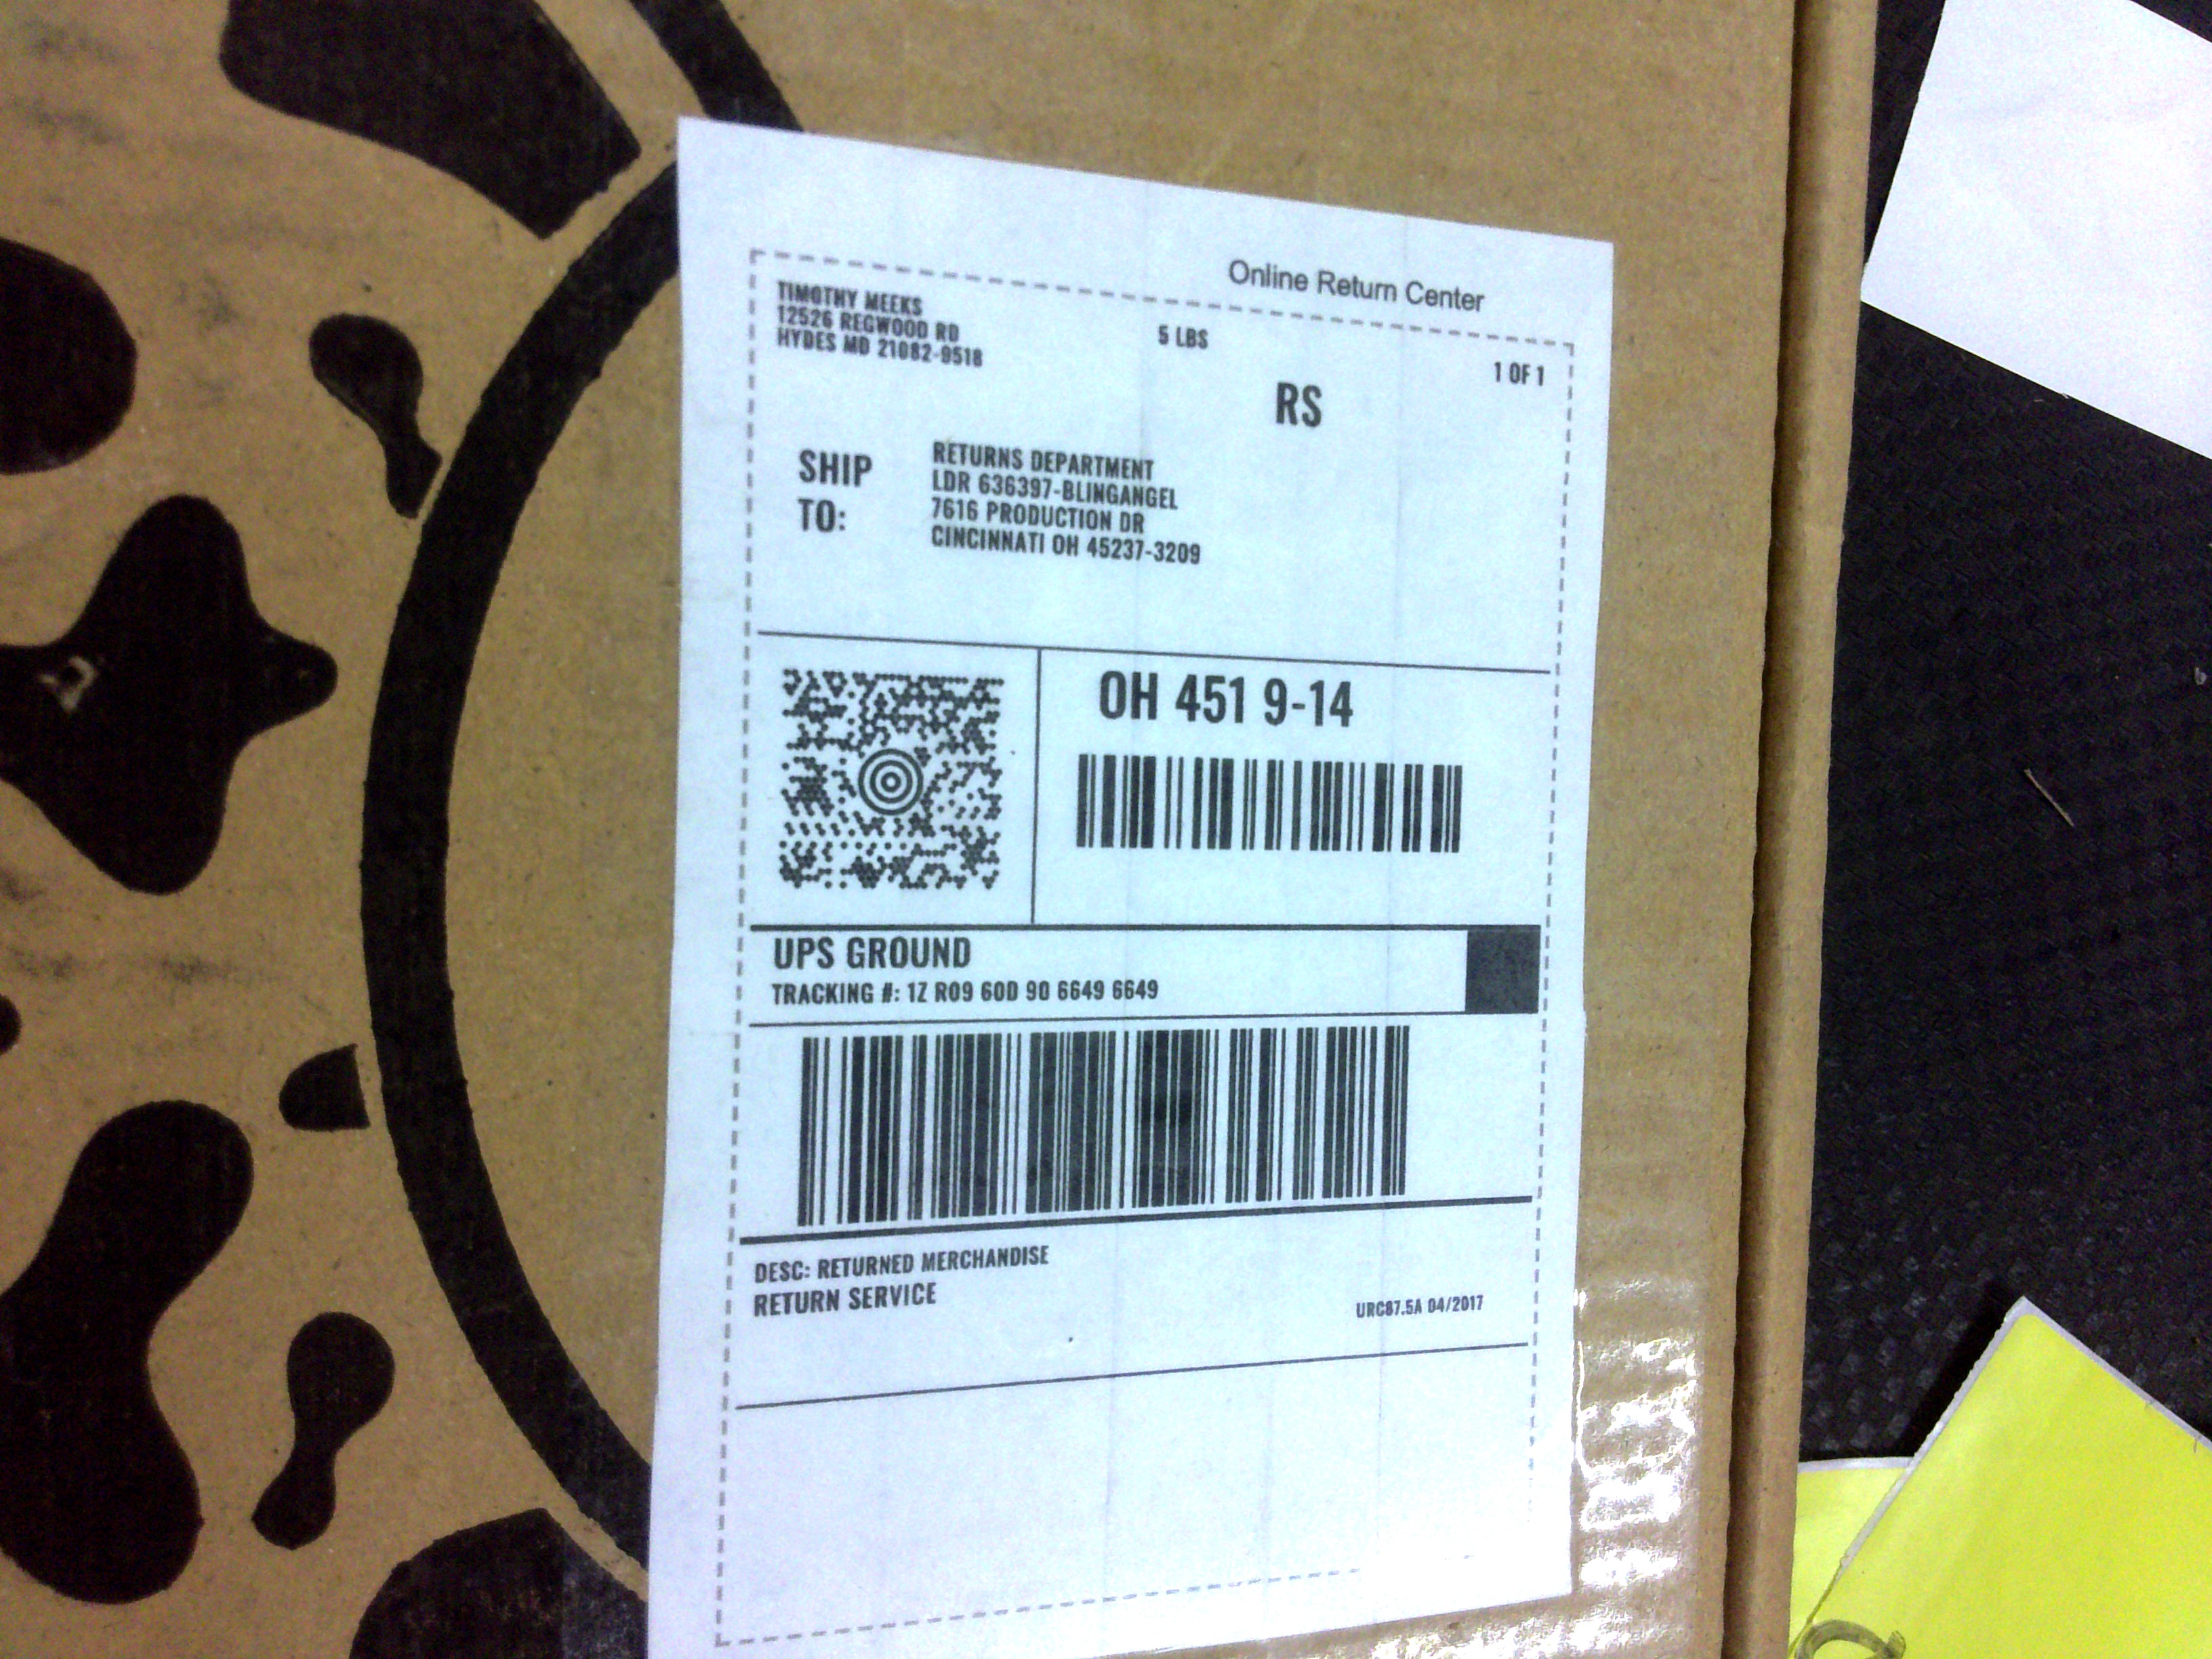 Online Return Center
TIMOTHY MEEKS
12526 REGWOOD RD
HYDES MD 21082-9518
5 LBS
1 OF 1
RS
SHIP TO:
RETURNS DEPARTMENT
LDR 636397-BLINGANGEL
7616 PRODUCTION DR
CINCINNATI OH 45237-3209
OH 451 9-14
UPS GROUND
TRACKING #: 1Z R09 60D 90 6649 6649
DESC: RETURNED MERCHANDISE
RETURN SERVICE
URC87.5A 04/2017